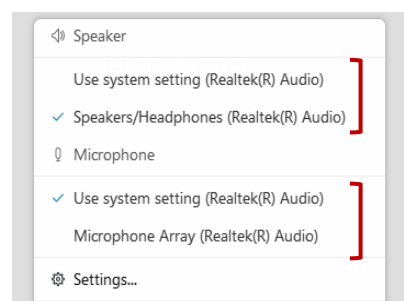 Speaker
Use system setting (Realtek(R) Audio)
Speakers/Headphones (Realtek(R) Audio)
Microphone
Use system setting (Realtek(R) Audio)
Microphone Array (Realtek(R) Audio)
Settings...